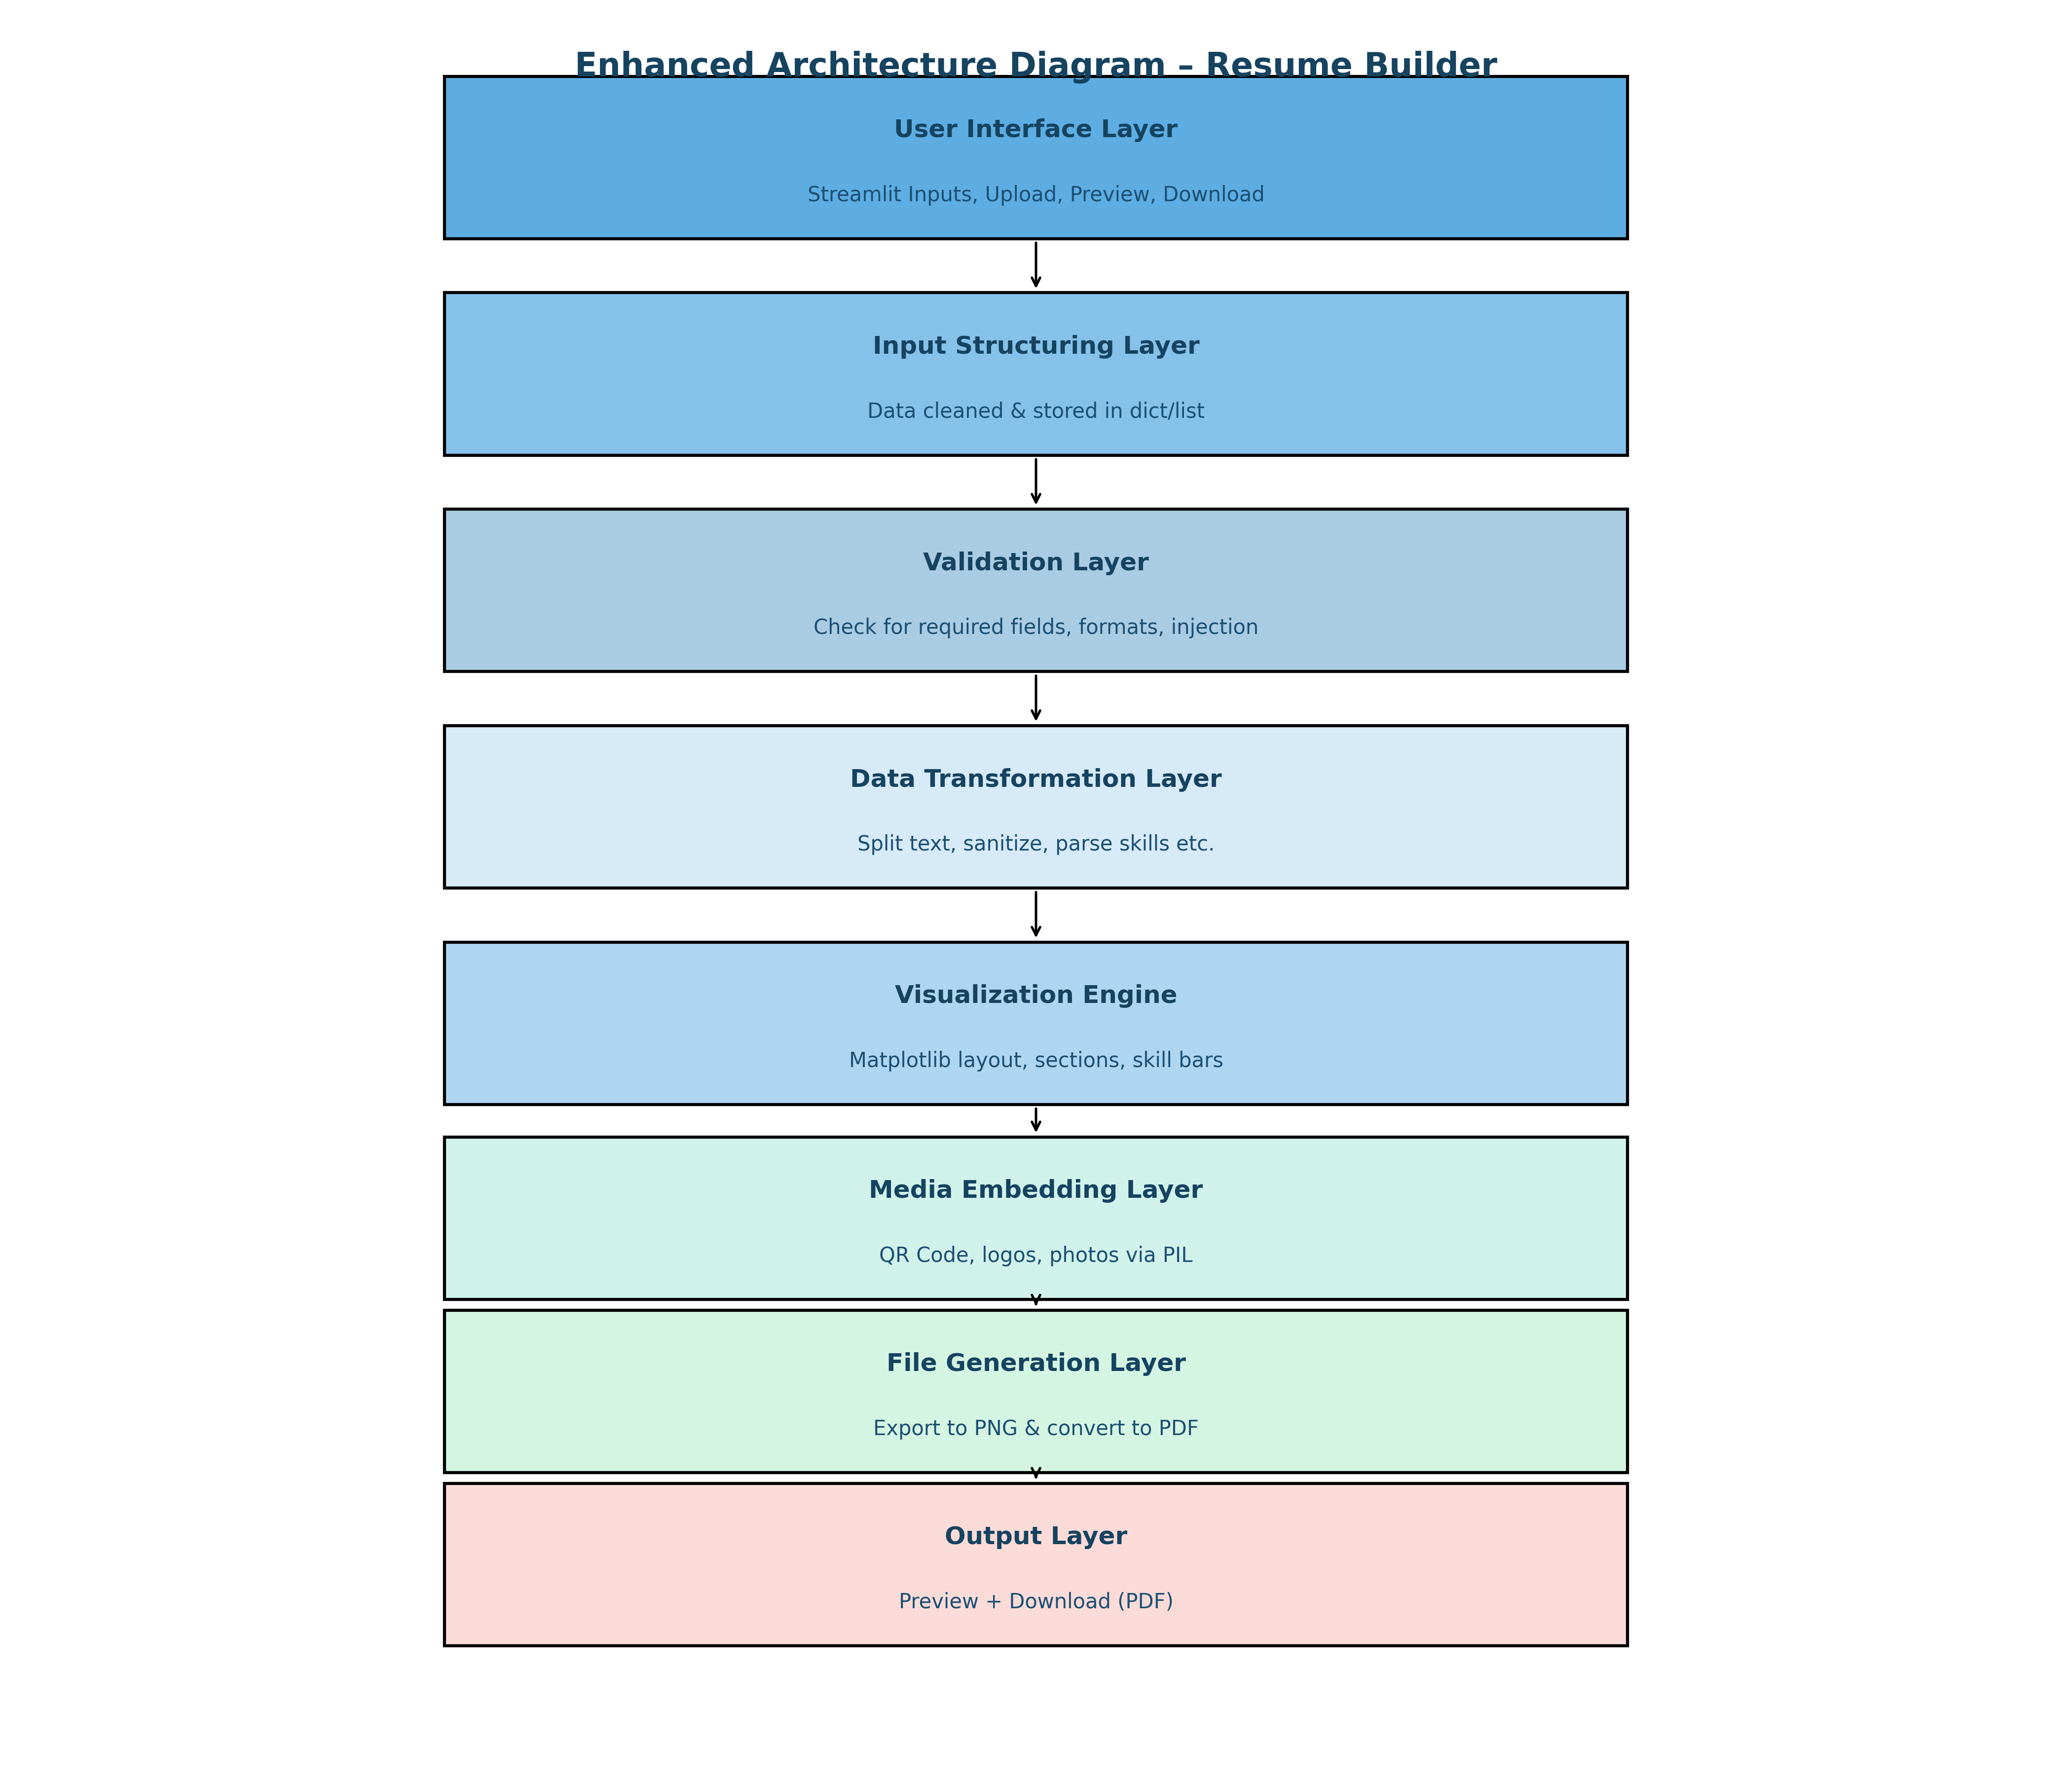 Enhanced Architecture Diagram – Resume Builder
User Interface Layer
Streamlit Inputs, Upload, Preview, Download
Input Structuring Layer
Data cleaned & stored in dict/list
Validation Layer
Check for required fields, formats, injection
Data Transformation Layer
Split text, sanitize, parse skills etc.
Visualization Engine
Matplotlib layout, sections, skill bars
Media Embedding Layer
QR Code, logos, photos via PIL
File Generation Layer
Export to PNG & convert to PDF
Output Layer
Preview + Download (PDF)